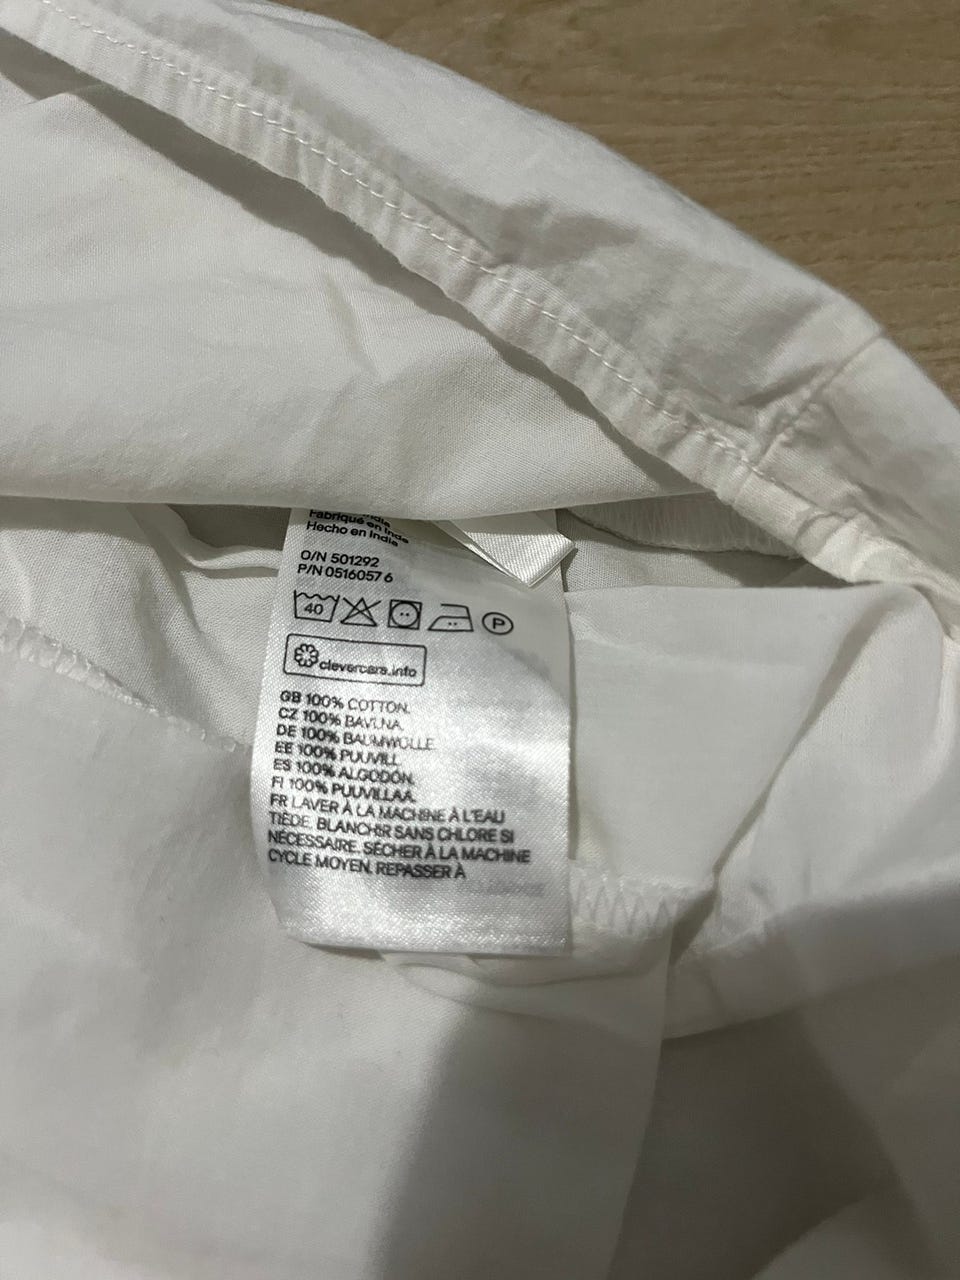 Fabriqué en Inde
Hecho en India
O/N 501292
P/N 0516057 6
40
P
clevercare.info
GB 100% COTTON.
CZ 100% BAVLNA.
DE 100% BAUMWOLLE.
EE 100% PUUVILL.
ES 100% ALGODÓN.
FI 100% PUUVILLAA.
FR LAVER À LA MACHINE À L'EAU
TIÈDE. BLANCHIR SANS CHLORE SI
NÉCESSAIRE. SÉCHER À LA MACHINE
CYCLE MOYEN. REPASSER À